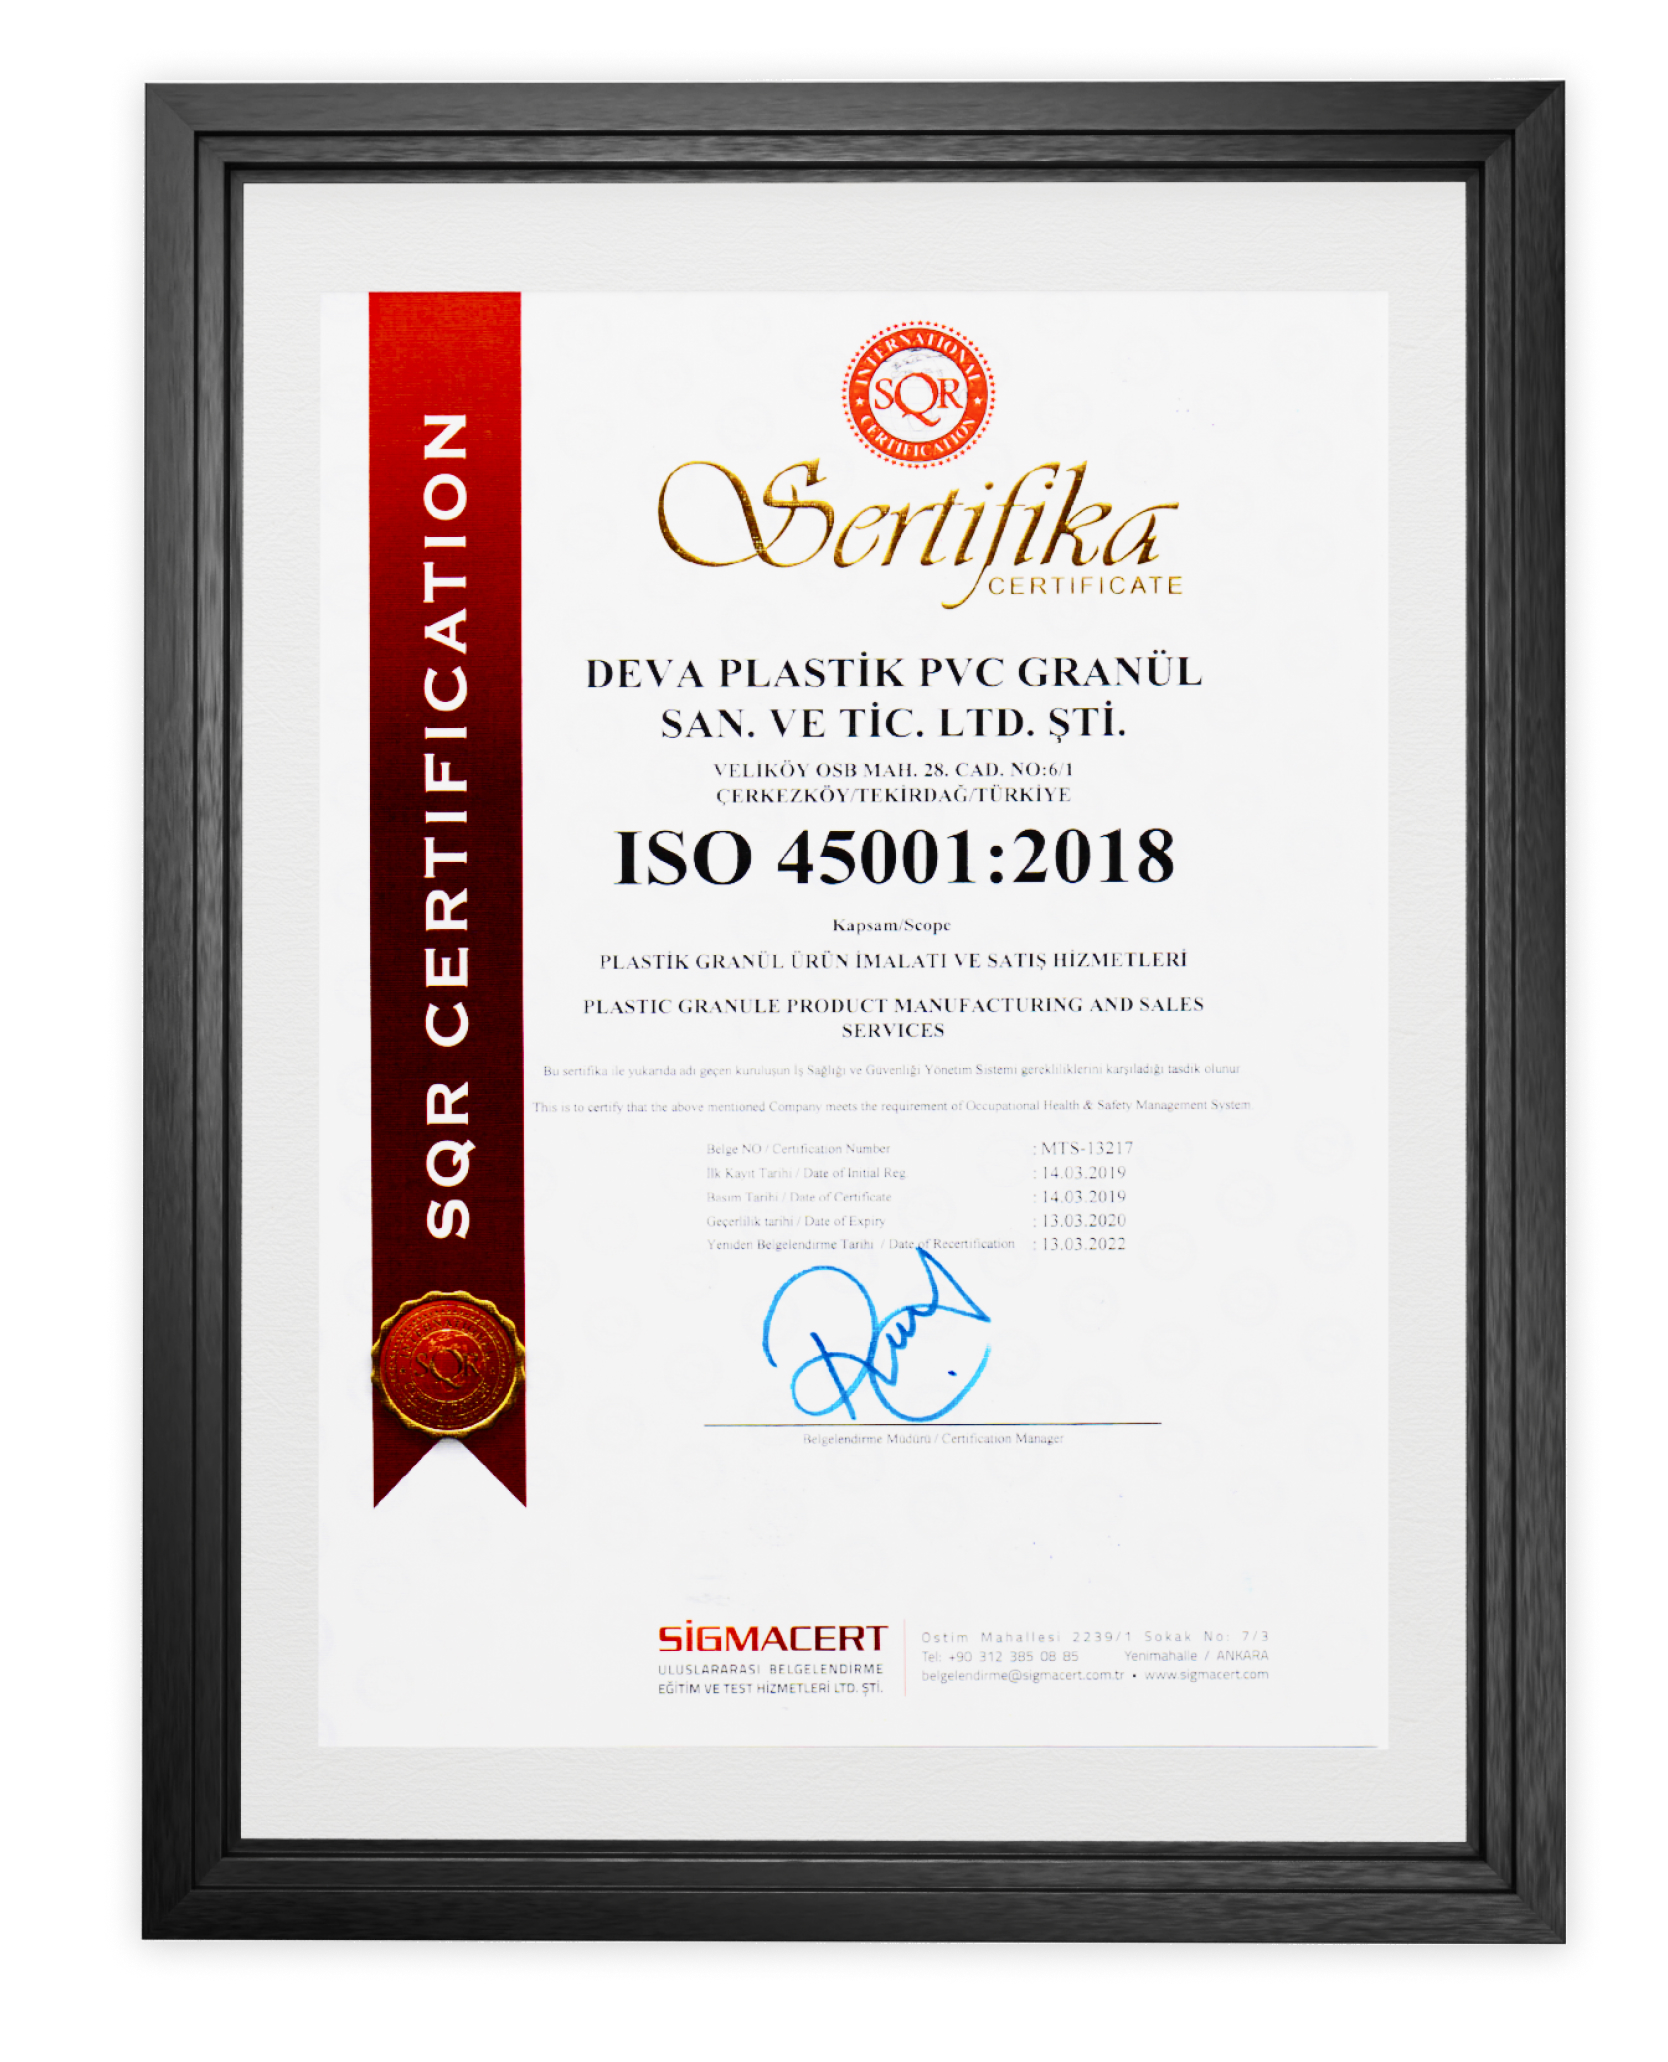 SQR CERTIFICATION
INTERNATIONAL
SQR
CERTIFICATION
Sertifika
CERTIFICATE
DEVA PLASTİK PVC GRANÜL
SAN. VE TİC. LTD. ŞTİ.
VELİKÖY OSB MAH. 28. CAD. NO:6/1
ÇERKEZKÖY/TEKİRDAĞ/TÜRKİYE
ISO 45001:2018
Kapsam/Scope
PLASTİK GRANÜL ÜRÜN İMALATI VE SATIŞ HİZMETLERİ
PLASTIC GRANULE PRODUCT MANUFACTURING AND SALES
SERVICES
Bu sertifika ile yukarıda adı geçen kuruluşun İş Sağlığı ve Güvenliği Yönetim Sistemi gerekliliklerini karşıladığı tasdik olunur
This is to certify that the above mentioned Company meets the requirement of Occupational Health & Safety Management System
Belge NO / Certification Number : MTS-13217
İlk Kayıt Tarihi / Date of Initial Reg : 14.03.2019
Basım Tarihi / Date of Certificate : 14.03.2019
Geçerlilik tarihi / Date of Expiry : 13.03.2020
Yeniden Belgelendirme Tarihi / Date of Recertification : 13.03.2022
Belgelendirme Müdürü / Certification Manager
SQR
SİGMACERT
ULUSLARARASI BELGELENDİRME
EĞİTİM VE TEST HİZMETLERİ LTD. ŞTİ.
Ostim Mahallesi 2239/1 Sokak No: 7/3
Tel: +90 312 385 08 85 Yenimahalle / ANKARA
belgelendirme@sigmacert.com.tr • www.sigmacert.com